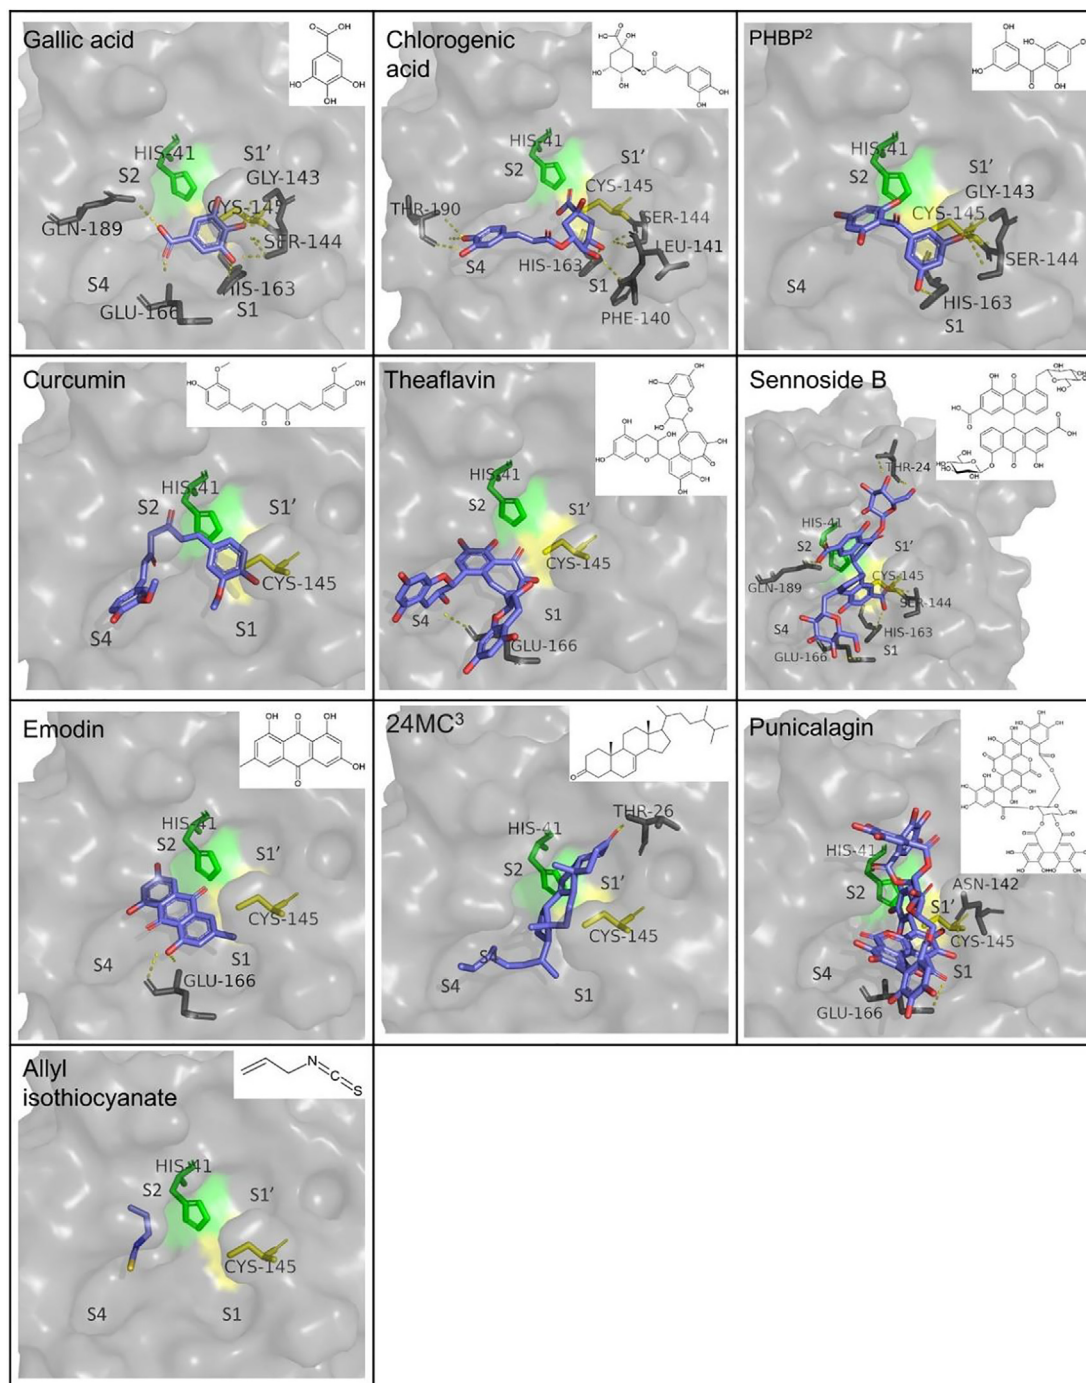 Gallic acid
HIS-41
S2
S1’
GLY-143
CYS-145
GLN-189
SER-144
S4
HIS-163
GLU-166
S1
Chlorogenic
acid
HIS-41
S2
S1’
CYS-145
THR-190
SER-144
LEU-141
S4
HIS-163
S1
PHE-140
PHBP²
HIS-41
S2
S1’
GLY-143
CYS-145
SER-144
S4
HIS-163
S1
Curcumin
HIS-41
S2
S1’
CYS-145
S4
S1
Theaflavin
HIS-41
S2
S1’
CYS-145
S4
S1
GLU-166
Sennoside B
THR-24
HIS-41
S2
S1’
GLN-189
CYS-145
SER-144
S4
HIS-163
GLU-166
S1
Emodin
HIS-41
S2
S1’
CYS-145
S4
S1
GLU-166
24MC³
THR-26
HIS-41
S2
S1’
CYS-145
S4
S1
Punicalagin
HIS-41
S2
ASN-142
S1’
CYS-145
S4
S1
GLU-166
Allyl
isothiocyanate
N
C
S
HIS-41
S2
S1’
CYS-145
S4
S1